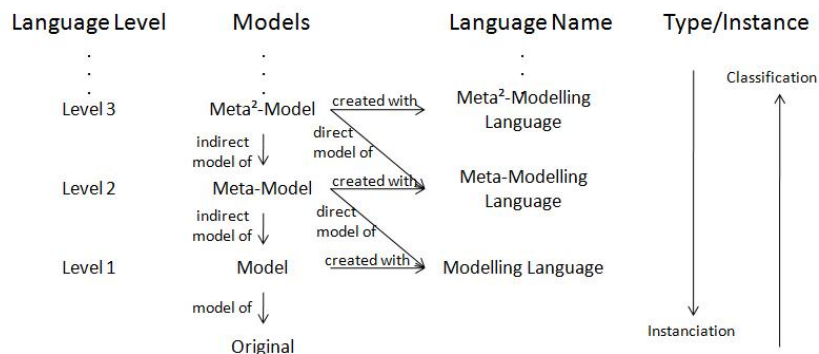 Language Level Models Language Name Type/Instance
. . .
. . .
. . .
Classification
Level 3 Meta²-Model created with Meta²-Modelling
Language
indirect direct
model of model of
Level 2 Meta-Model created with Meta-Modelling
Language
indirect direct
model of model of
Level 1 Model created with Modelling Language
model of
Instanciation
Original